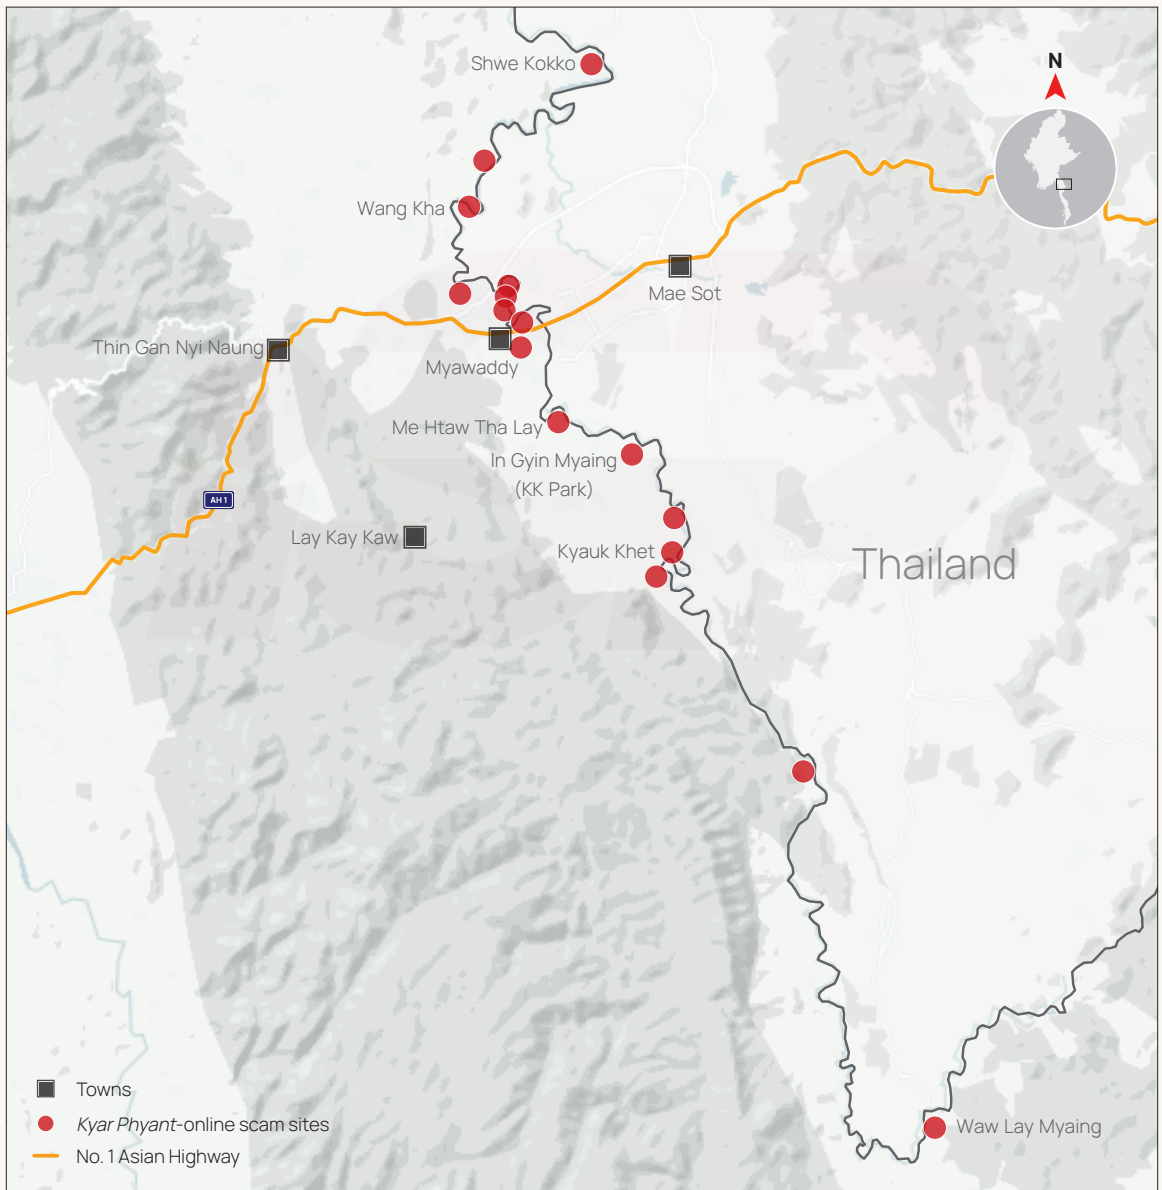 Shwe Kokko
N
Wang Kha
Mae Sot
Thin Gan Nyi Naung
Myawaddy
Me Htaw Tha Lay
In Gyin Myaing
(KK Park)
AH 1
Lay Kay Kaw
Kyauk Khet
Thailand
Towns
Kyar Phyant-online scam sites
No. 1 Asian Highway
Waw Lay Myaing